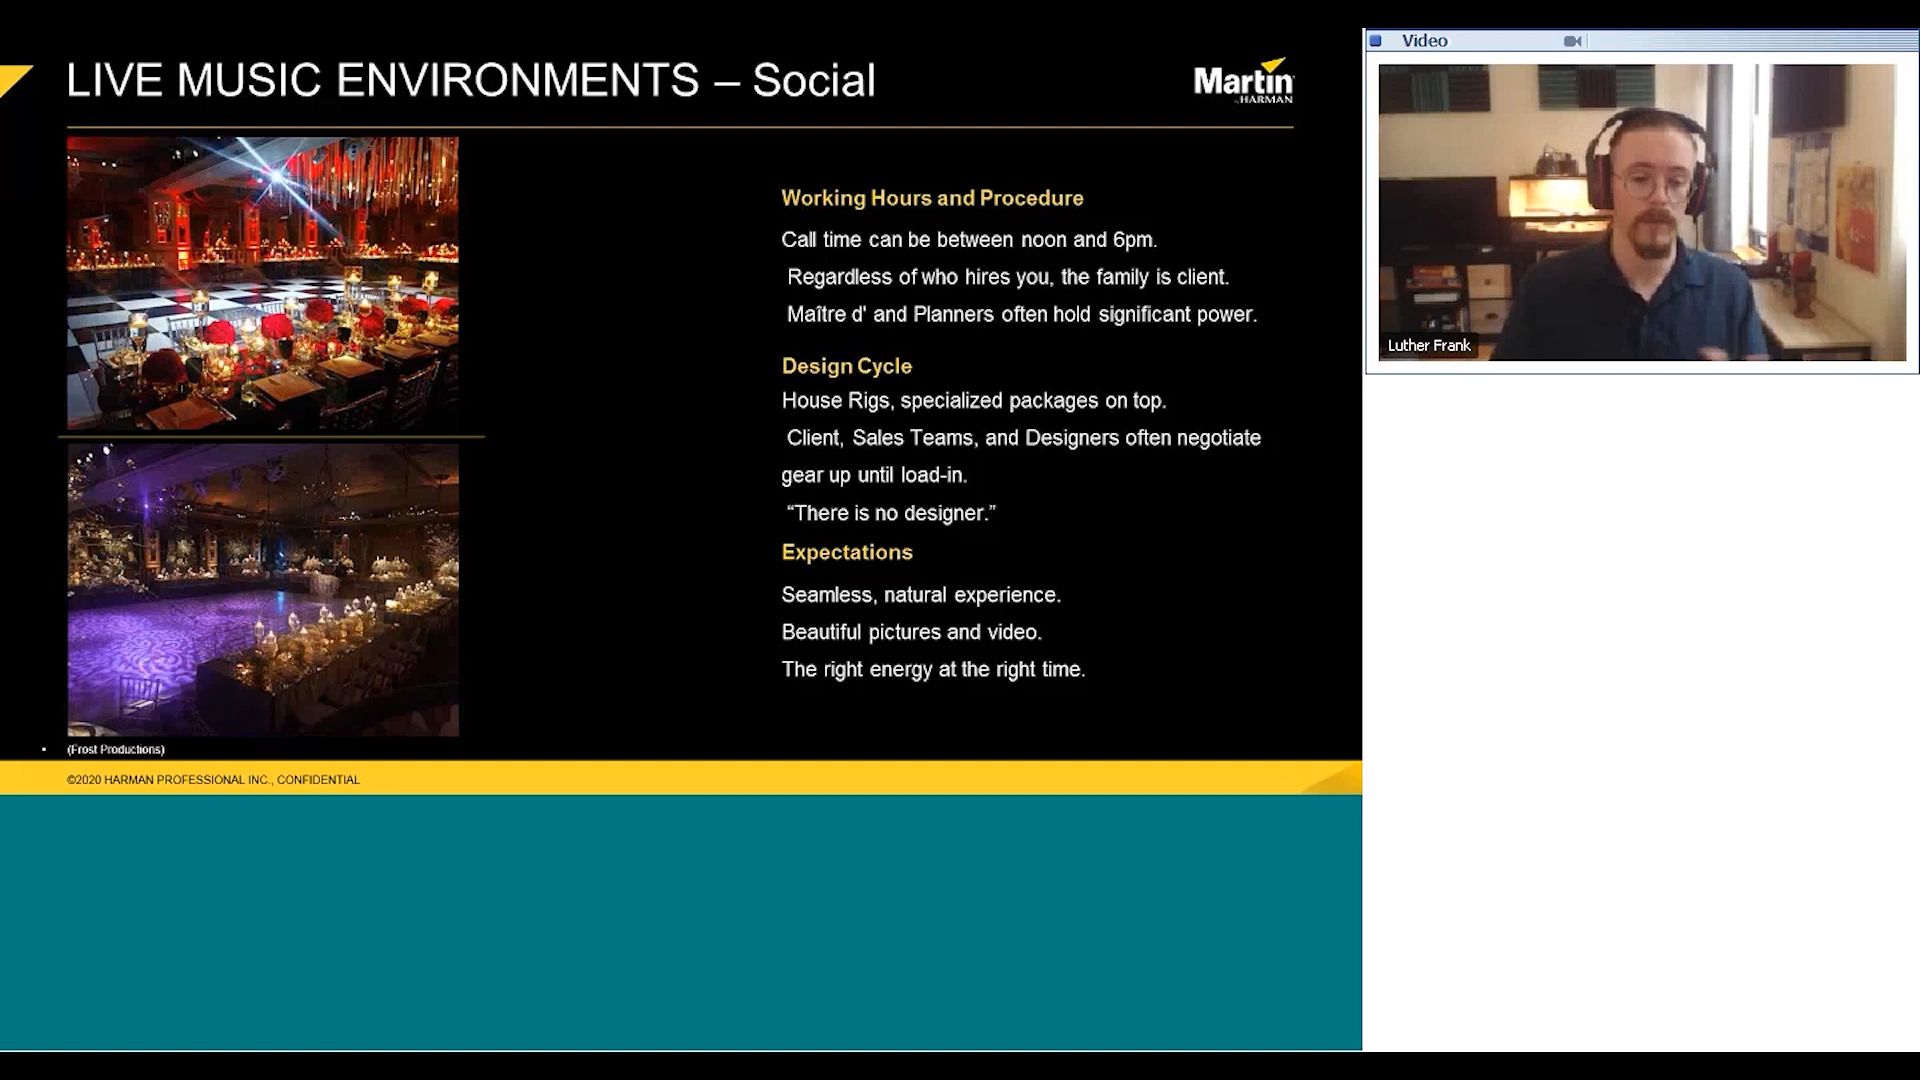 LIVE MUSIC ENVIRONMENTS – Social
Martin
by HARMAN
Working Hours and Procedure
Call time can be between noon and 6pm.
Regardless of who hires you, the family is client.
Maître d' and Planners often hold significant power.
Design Cycle
House Rigs, specialized packages on top.
Client, Sales Teams, and Designers often negotiate
gear up until load-in.
“There is no designer.”
Expectations
Seamless, natural experience.
Beautiful pictures and video.
The right energy at the right time.
• (Frost Productions)
©2020 HARMAN PROFESSIONAL INC., CONFIDENTIAL
Video
Luther Frank